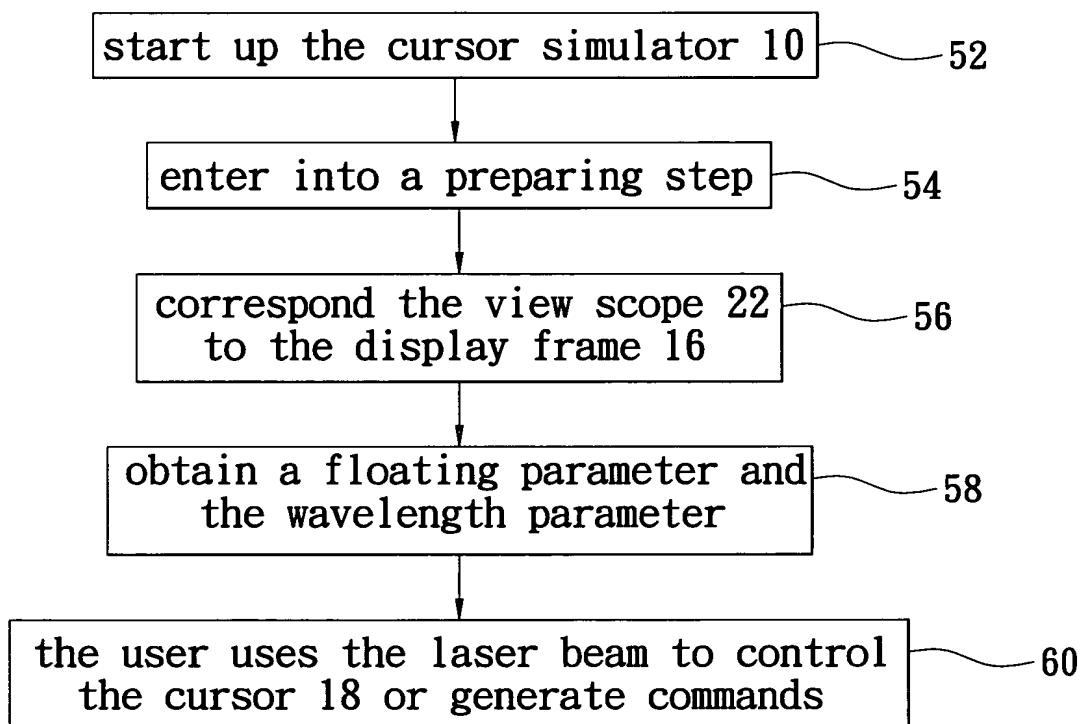 start up the cursor simulator 10
52
enter into a preparing step
54
correspond the view scope 22
to the display frame 16
56
obtain a floating parameter and
the wavelength parameter
58
the user uses the laser beam to control
the cursor 18 or generate commands
60